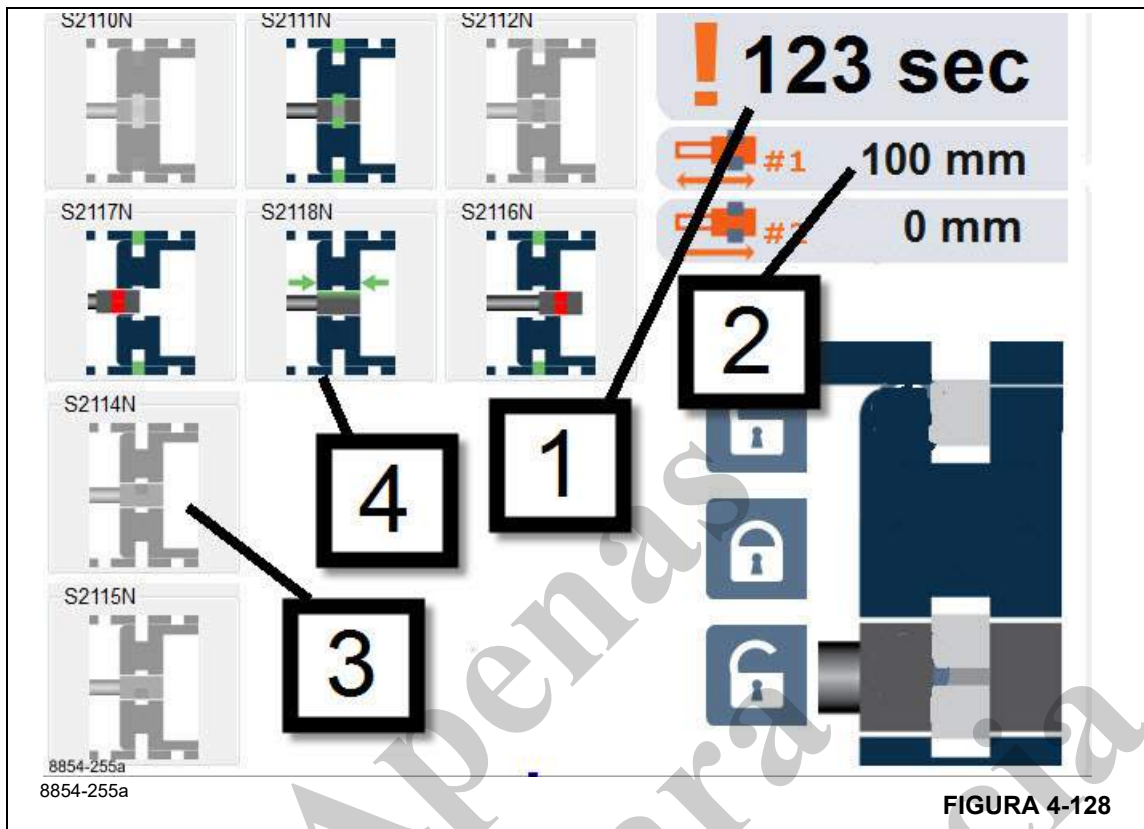 S2110N S2111N S2112N
123 sec
#1 100 mm
S2117N S2118N S2116N
#2 0 mm
2
1
S2114N
4
3
S2115N
8854-255a
8854-255a
FIGURA 4-128
Apenas
para